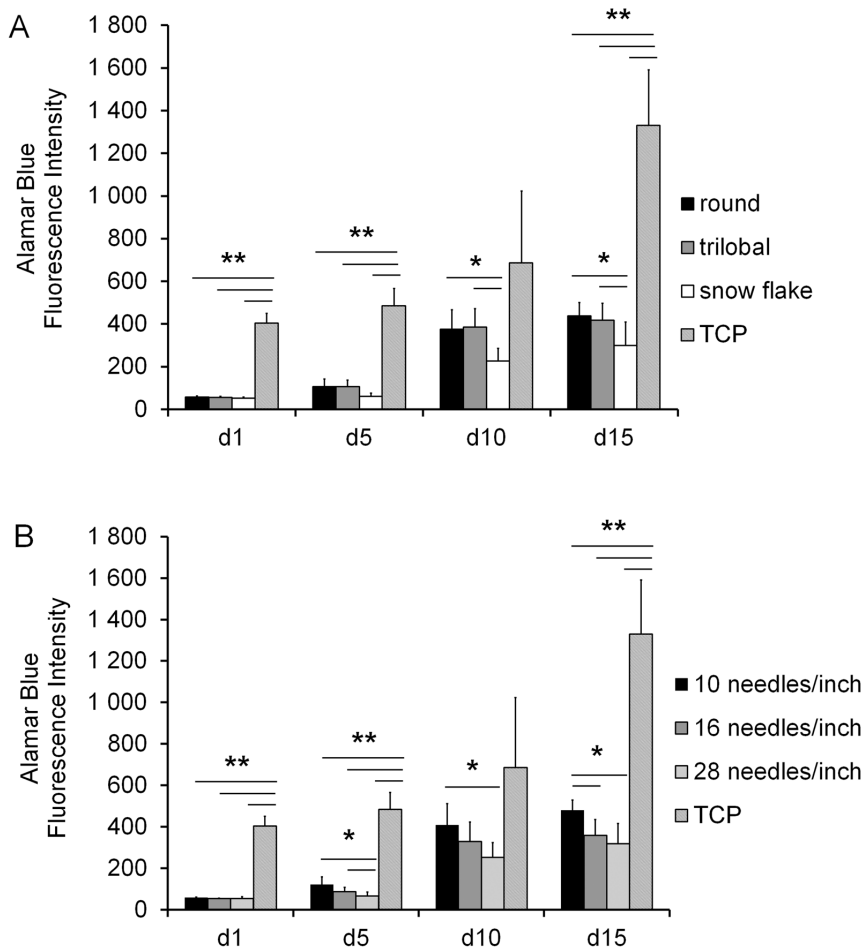 A
Alamar Blue
Fluorescence Intensity
1 800
1 600
1 400
1 200
1 000
800
600
400
200
0
**
**
*
**
*
d1
d5
d10
d15
round
trilobal
snow flake
TCP
B
Alamar Blue
Fluorescence Intensity
1 800
1 600
1 400
1 200
1 000
800
600
400
200
0
**
**
*
*
**
*
d1
d5
d10
d15
10 needles/inch
16 needles/inch
28 needles/inch
TCP